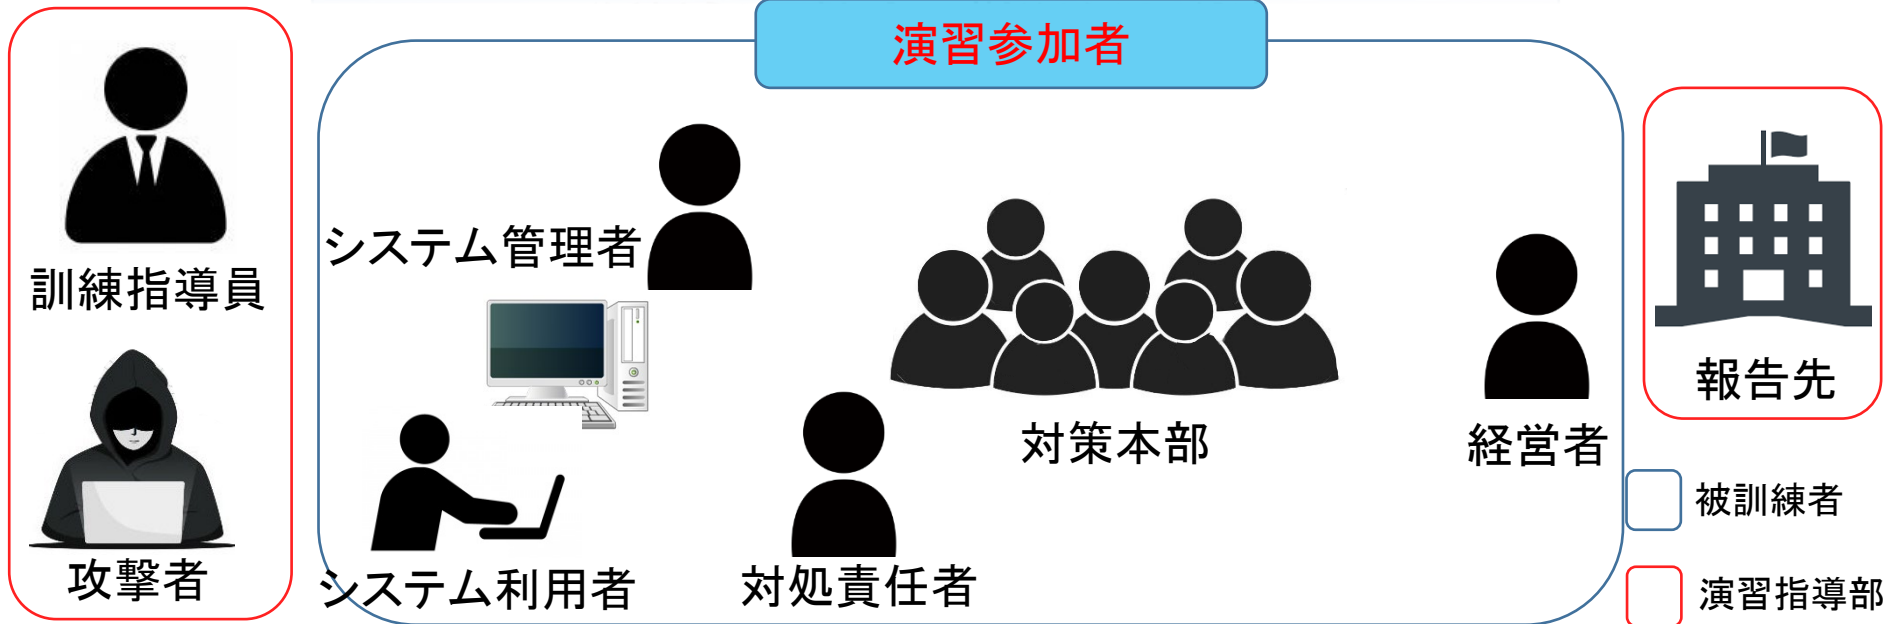 演習参加者
訓練指導員
攻撃者
システム管理者
システム利用者
対処責任者
対策本部
経営者
報告先
被訓練者
演習指導部